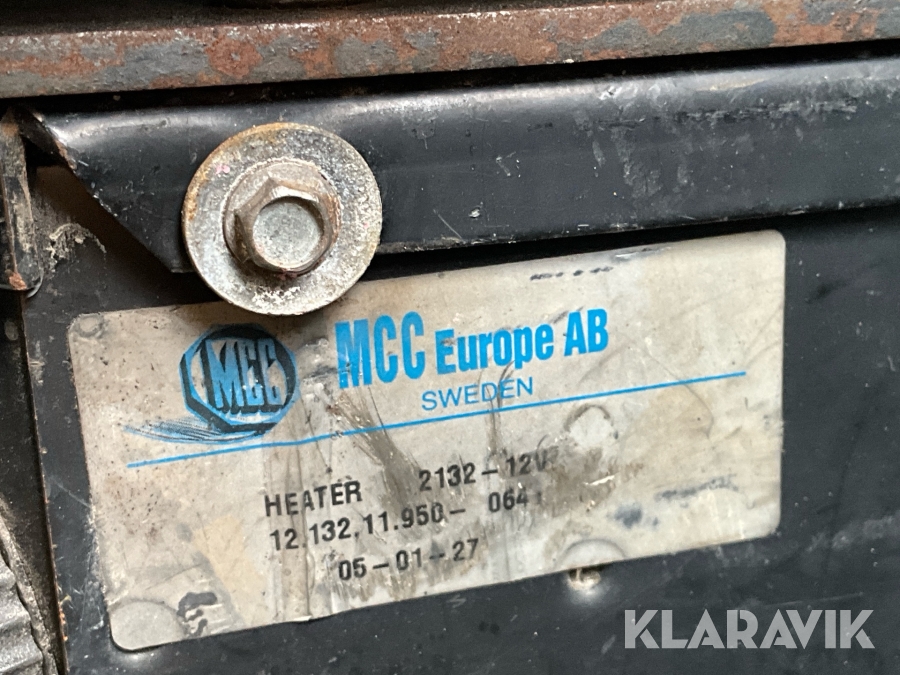 MCC
MCC Europe AB
SWEDEN
HEATER 2132-12V
12.132.11.950- 064
05-01-27
KLARAVIK